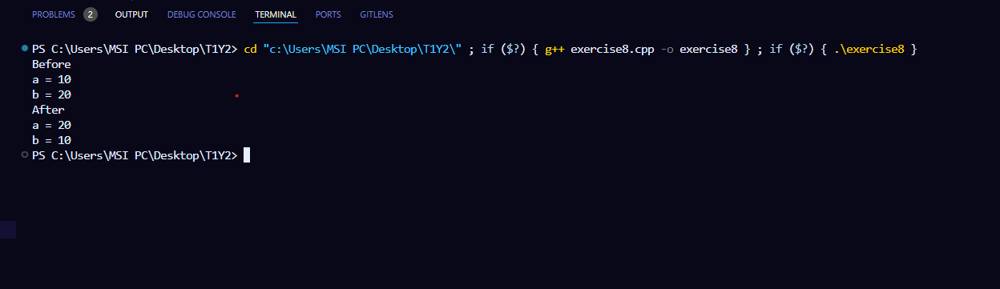 PROBLEMS 2 OUTPUT DEBUG CONSOLE TERMINAL PORTS GITLENS
PS C:\Users\MSI PC\Desktop\T1Y2> cd "c:\Users\MSI PC\Desktop\T1Y2\" ; if ($?) { g++ exercise8.cpp -o exercise8 } ; if ($?) { .\exercise8 }
Before
a = 10
b = 20
After
a = 20
b = 10
PS C:\Users\MSI PC\Desktop\T1Y2>